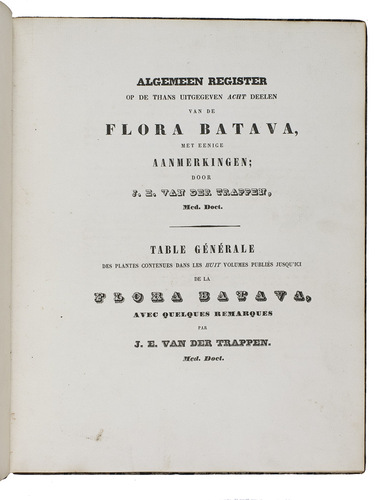 ALGEMEEN REGISTER
OP DE THANS UITGEGEVEN ACHT DEELEN
VAN DE
FLORA BATAVA,
MET EENIGE
AANMERKINGEN;
DOOR
J. E. VAN DER TRAPPEN,
Med. Doct.
TABLE GÉNÉRALE
DES PLANTES CONTENUES DANS LES HUIT VOLUMES PUBLIÉS JUSQU'ICI
DE LA
FLORA BATAVA,
AVEC QUELQUES REMARQUES
PAR
J. E. VAN DER TRAPPEN.
Med. Doct.